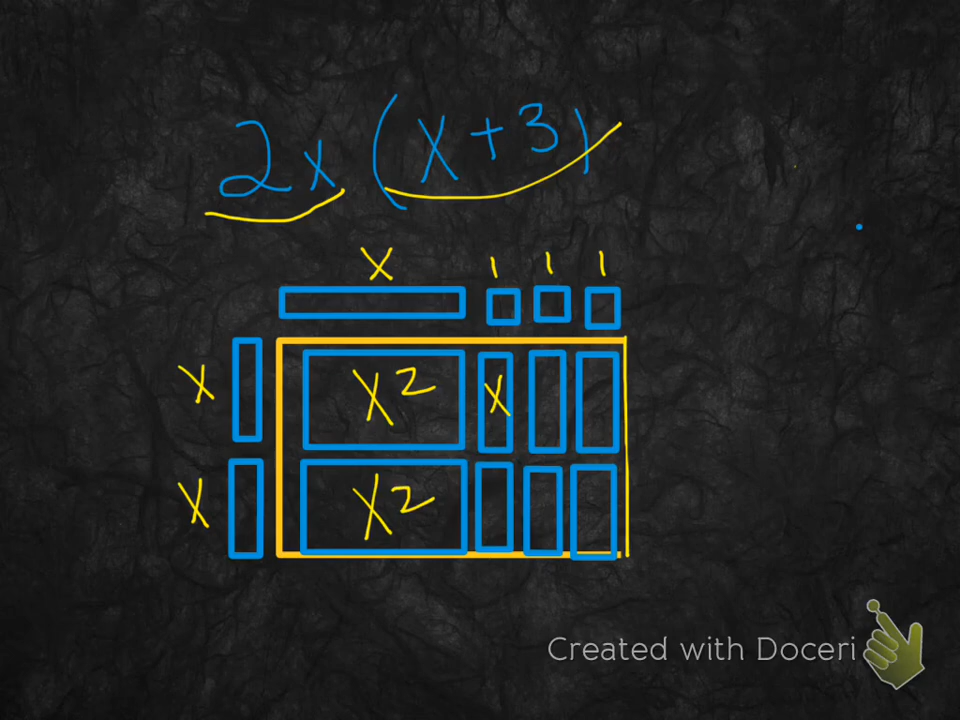 2x (x+3)
x 1 1 1
x x² x
x x²
Created with Doceri